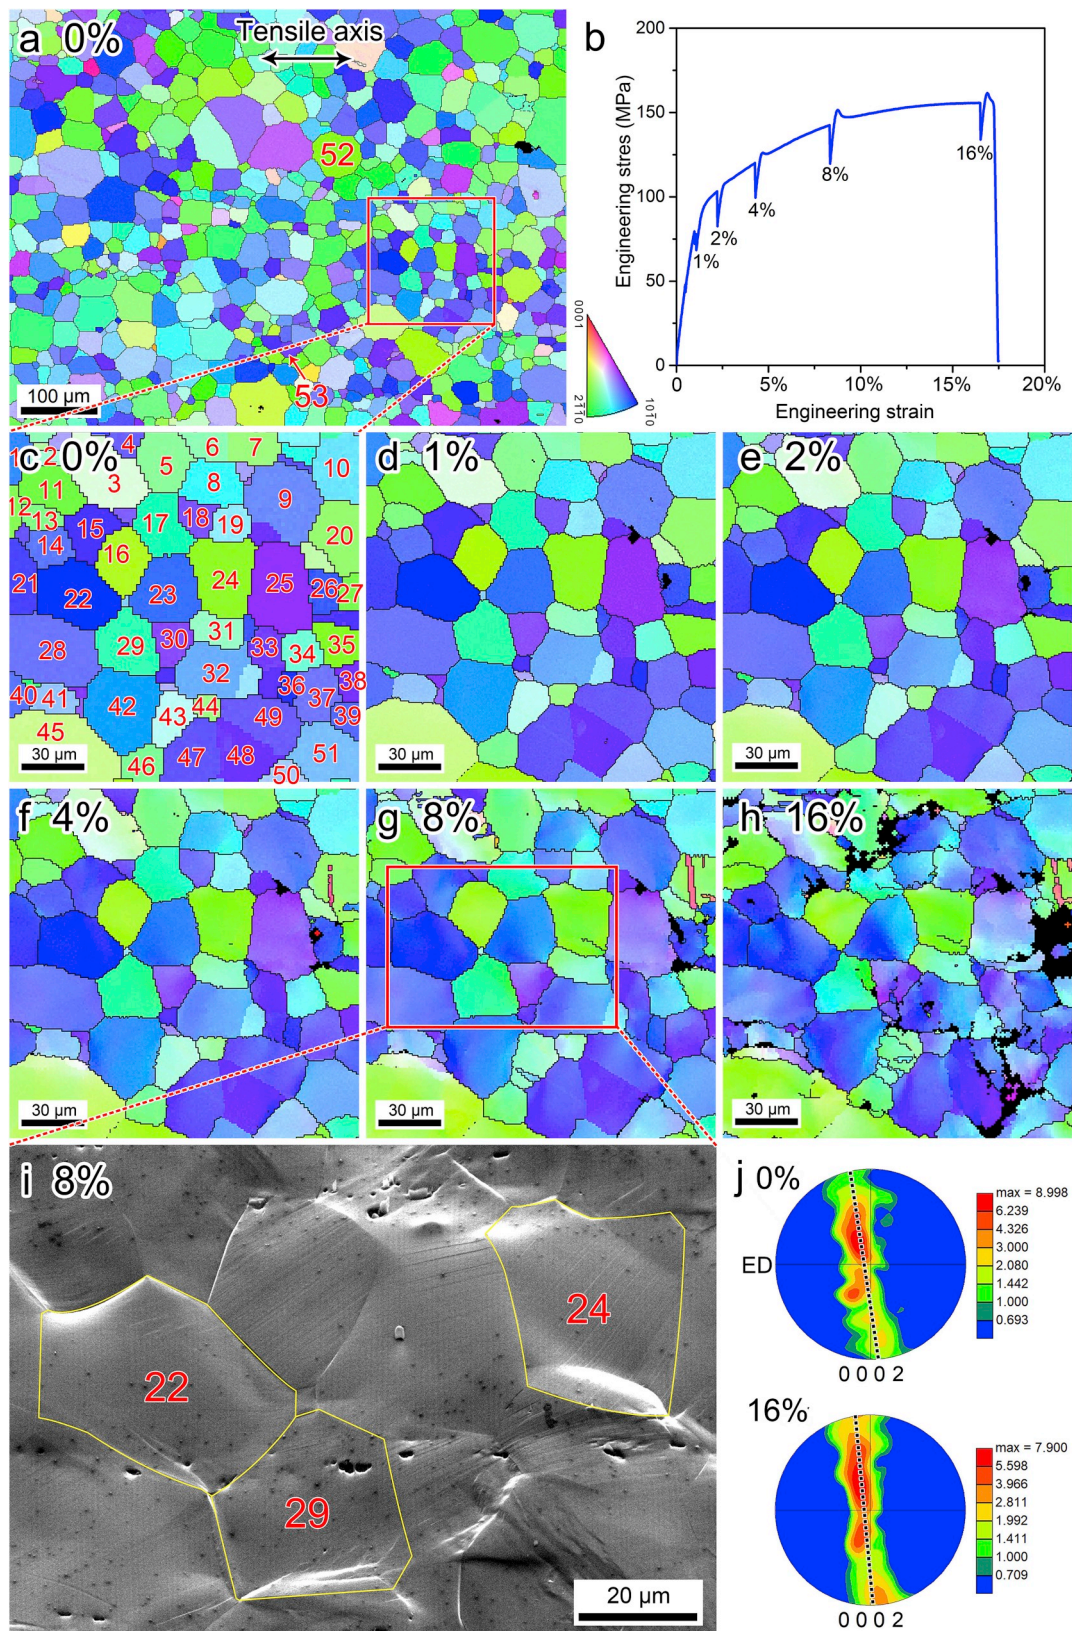 a 0%
Tensile axis
52
53
100 µm
0001
2110
1010
b
Engineering stres (MPa)
200
150
100
50
0
1%
2%
4%
8%
16%
0
5%
10%
15%
20%
Engineering strain
c 0%
1 2 4 6 7
3 5 8 9 10
11
12 13 15 17 18 19 20
14 16
21 22 23 24 25 26 27
28 29 30 31 33 34 35
32
40 41 42 36 37 38
43 44 49 39
45 46 47 48 51
50
30 µm
d 1%
30 µm
e 2%
30 µm
f 4%
30 µm
g 8%
30 µm
h 16%
30 µm
i 8%
24
22
29
20 µm
j 0%
ED
0 0 0 2
max = 8.998
6.239
4.326
3.000
2.080
1.442
1.000
0.693
16%
0 0 0 2
max = 7.900
5.598
3.966
2.811
1.992
1.411
1.000
0.709